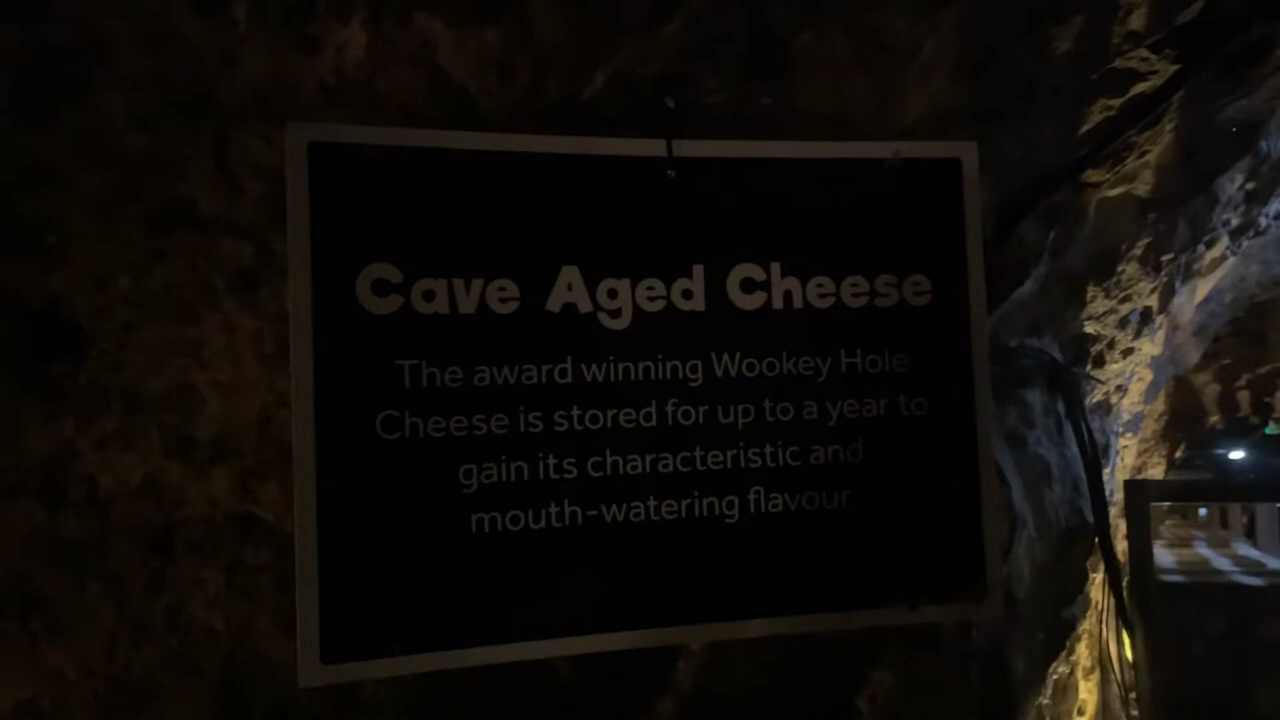 Cave Aged Cheese
The award winning Wookey Hole
Cheese is stored for up to a year to
gain its characteristic and
mouth-watering flavour